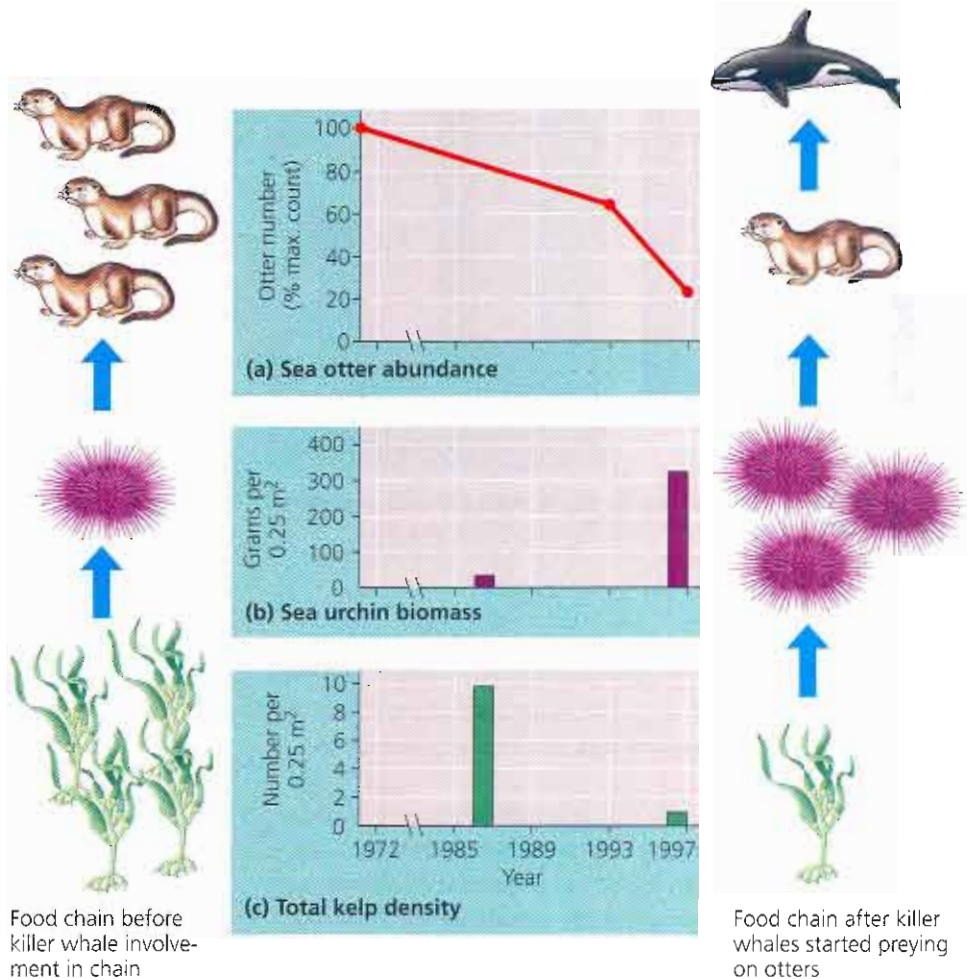 100
80
60
40
20
0
Otter number
(% max. count)
(a) Sea otter abundance
400
300
200
100
0
Grams per
0.25 m²
(b) Sea urchin biomass
10
8
6
4
2
0
Number per
0.25 m²
1972 1985 1989 1993 1997
Year
(c) Total kelp density
Food chain before
killer whale involve-
ment in chain
Food chain after killer
whales started preying
on otters